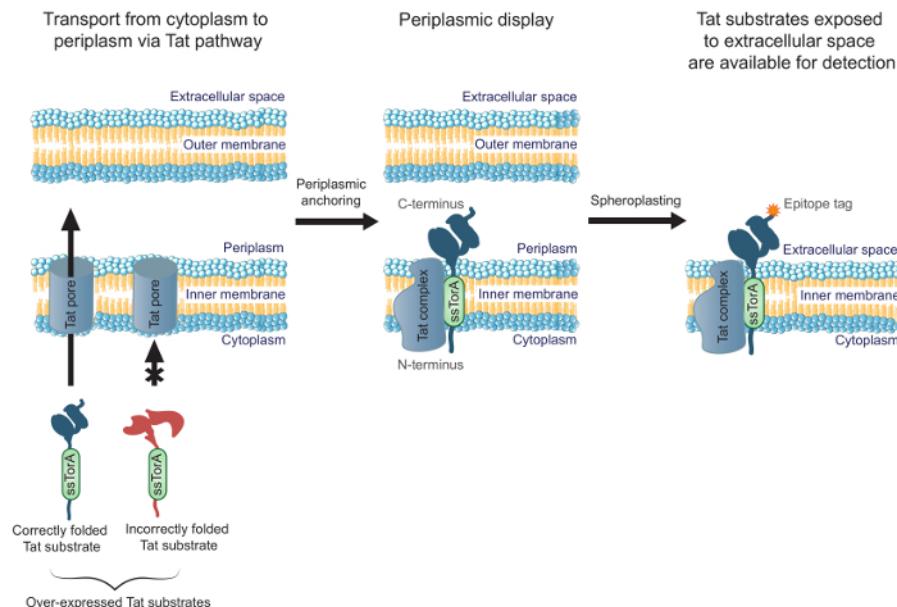 Transport from cytoplasm to
periplasm via Tat pathway
Periplasmic display
Tat substrates exposed
to extracellular space
are available for detection
Extracellular space
Outer membrane
Periplasm
Inner membrane
Cytoplasm
Tat pore
Tat pore
ssTorA
ssTorA
Correctly folded
Tat substrate
Incorrectly folded
Tat substrate
Over-expressed Tat substrates
Periplasmic
anchoring
Extracellular space
Outer membrane
C-terminus
Periplasm
Inner membrane
Cytoplasm
Tat complex
ssTorA
N-terminus
Spheroplasting
Epitope tag
Extracellular space
Inner membrane
Cytoplasm
Tat complex
ssTorA